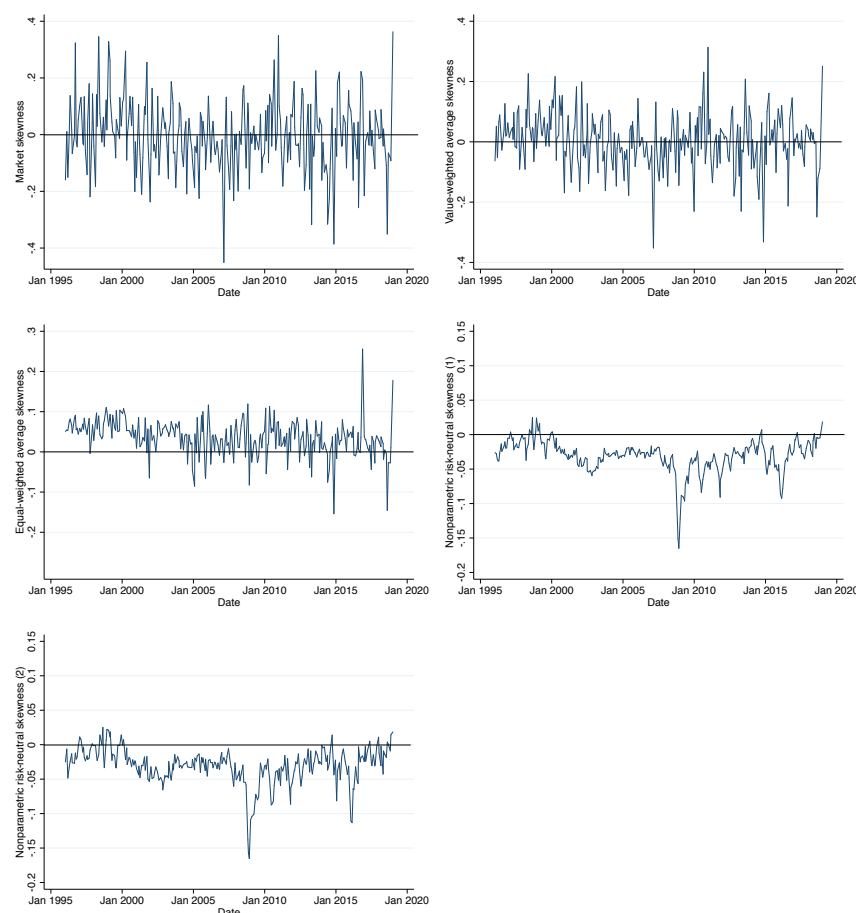 Market skewness
.4
.2
0
-.2
-.4
Jan 1995 Jan 2000 Jan 2005 Jan 2010 Jan 2015 Jan 2020
Date
Value-weighted average skewness
.4
.2
0
-.2
-.4
Jan 1995 Jan 2000 Jan 2005 Jan 2010 Jan 2015 Jan 2020
Date
Equal-weighted average skewness
.3
.2
.1
0
-.1
-.2
Jan 1995 Jan 2000 Jan 2005 Jan 2010 Jan 2015 Jan 2020
Date
Nonparametric risk-neutral skewness (1)
0.15
0.1
.05
0
.05
-.1
-.15
-0.2
Jan 1995 Jan 2000 Jan 2005 Jan 2010 Jan 2015 Jan 2020
Date
Nonparametric risk-neutral skewness (2)
0.15
0.1
.05
0
-.05
-.1
-.15
-0.2
Jan 1995 Jan 2000 Jan 2005 Jan 2010 Jan 2015 Jan 2020
Date